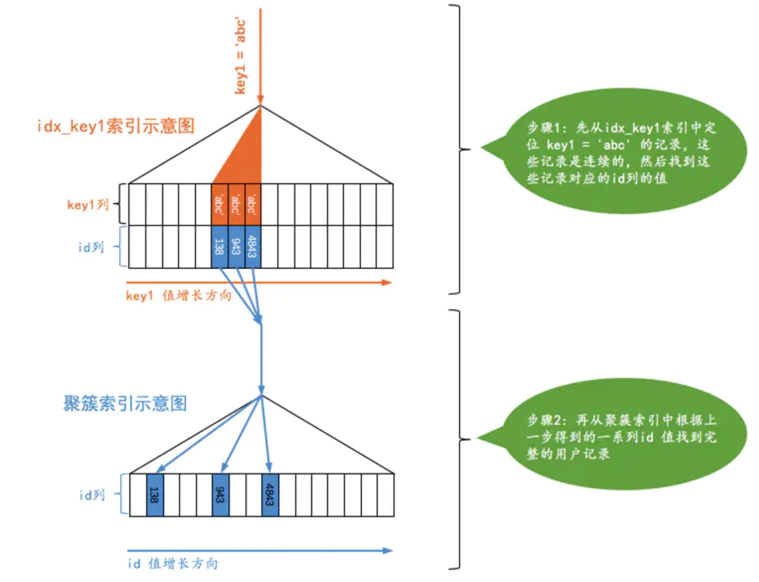 key1 = 'abc'
idx_key1索引示意图
key1列
'abc'
'abc'
'abc'
id列
138
943
4843
key1 值增长方向
步骤1: 先从idx_key1索引中定
位 key1 = 'abc' 的记录, 这
些记录是连续的, 然后找到这
些记录对应的id列的值
聚簇索引示意图
id列
138
943
4843
id 值增长方向
步骤2: 再从聚簇索引中根据上
一步得到的一系列id 值找到完
整的用户记录